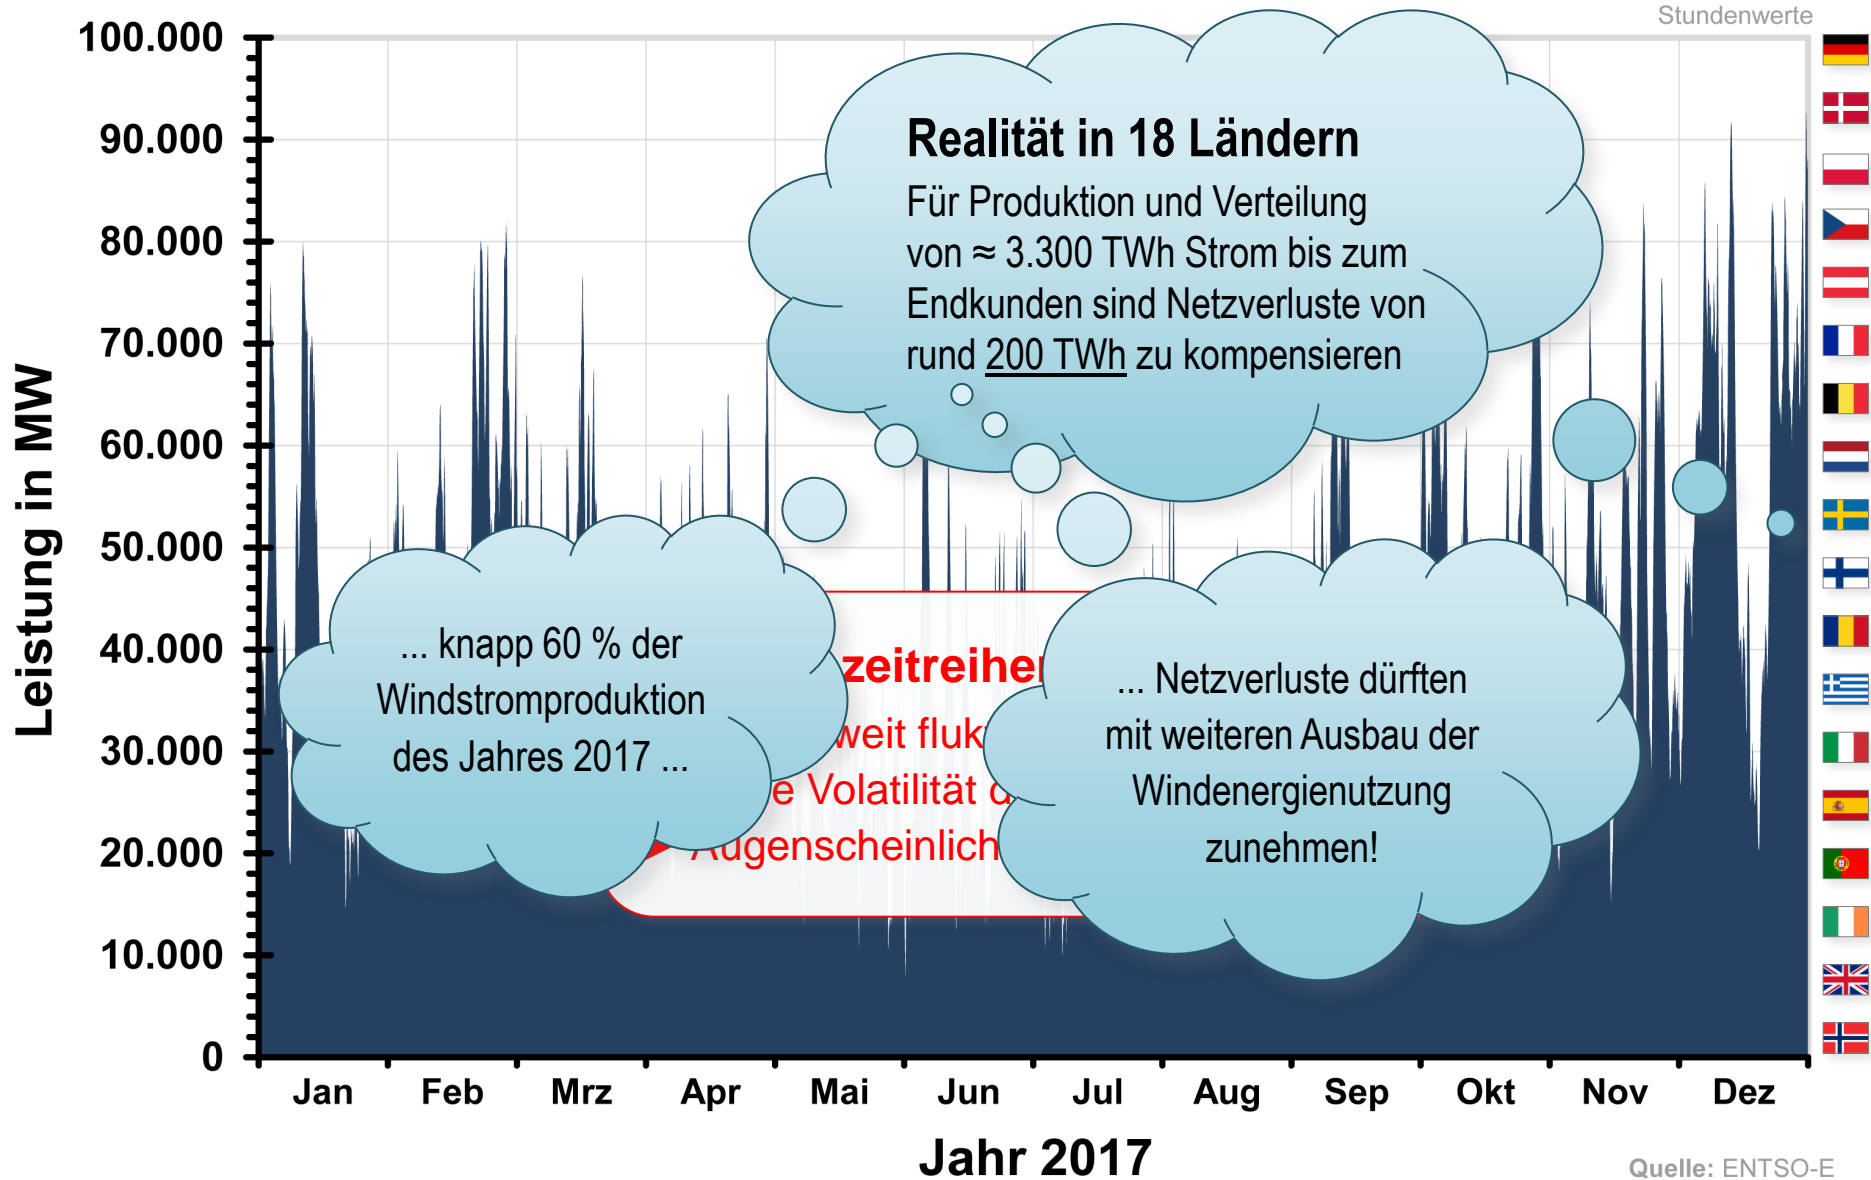 Stundenwerte
100.000
90.000
80.000
70.000
60.000
50.000
40.000
30.000
20.000
10.000
0
Leistung in MW
Realität in 18 Ländern
Für Produktion und Verteilung
von ≈ 3.300 TWh Strom bis zum
Endkunden sind Netzverluste von
rund 200 TWh zu kompensieren
... knapp 60 % der
Windstromproduktion
des Jahres 2017 ...
zeitreihen
weit fluk
e Volatilität d
Augenscheinlich
... Netzverluste dürften
mit weiteren Ausbau der
Windenergienutzung
zunehmen!
Jan Feb Mrz Apr Mai Jun Jul Aug Sep Okt Nov Dez
Jahr 2017
Quelle: ENTSO-E